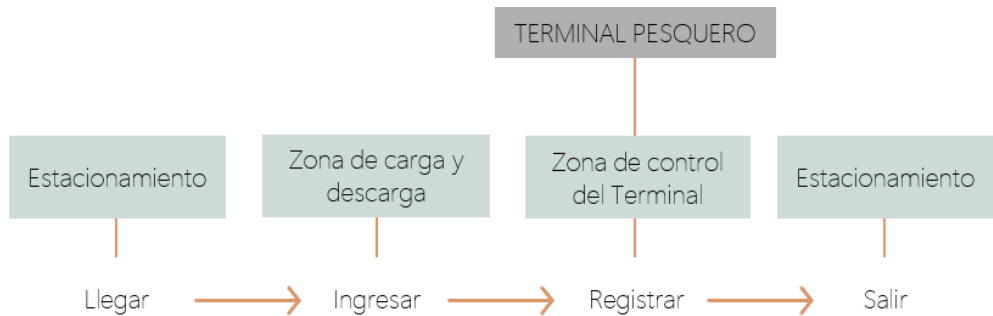 TERMINAL PESQUERO
Estacionamiento
Zona de carga y
descarga
Zona de control
del Terminal
Estacionamiento
Llegar
Ingresar
Registrar
Salir